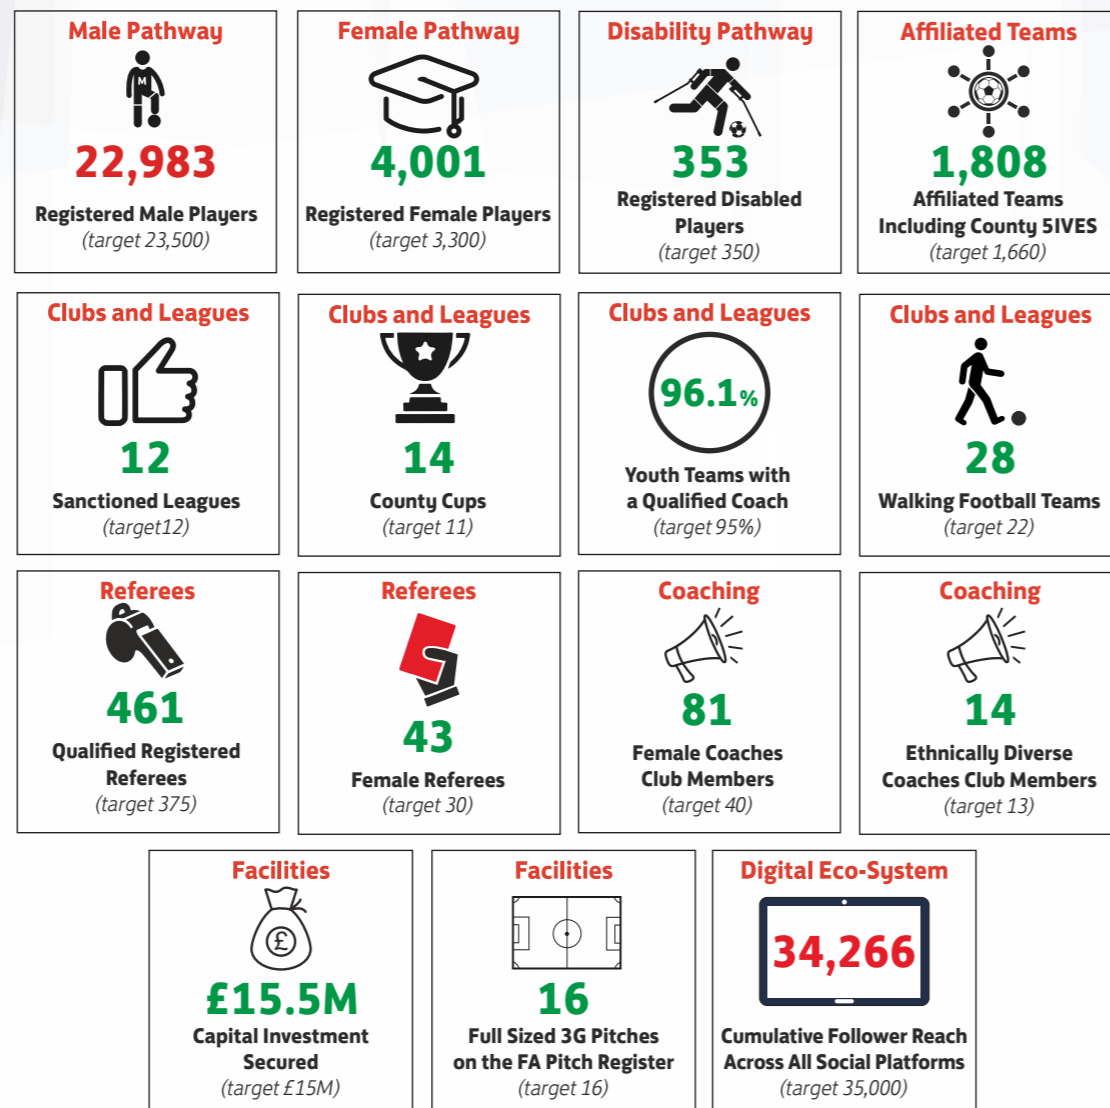 Male Pathway
M
22,983
Registered Male Players
(target 23,500)
Female Pathway
4,001
Registered Female Players
(target 3,300)
Disability Pathway
353
Registered Disabled
Players
(target 350)
Affiliated Teams
1,808
Affiliated Teams
Including County 5IVES
(target 1,660)
Clubs and Leagues
12
Sanctioned Leagues
(target12)
Clubs and Leagues
14
County Cups
(target 11)
Clubs and Leagues
96.1%
Youth Teams with
a Qualified Coach
(target 95%)
Clubs and Leagues
28
Walking Football Teams
(target 22)
Referees
461
Qualified Registered
Referees
(target 375)
Referees
43
Female Referees
(target 30)
Coaching
81
Female Coaches
Club Members
(target 40)
Coaching
14
Ethnically Diverse
Coaches Club Members
(target 13)
Facilities
£
£15.5M
Capital Investment
Secured
(target £15M)
Facilities
16
Full Sized 3G Pitches
on the FA Pitch Register
(target 16)
Digital Eco-System
34,266
Cumulative Follower Reach
Across All Social Platforms
(target 35,000)